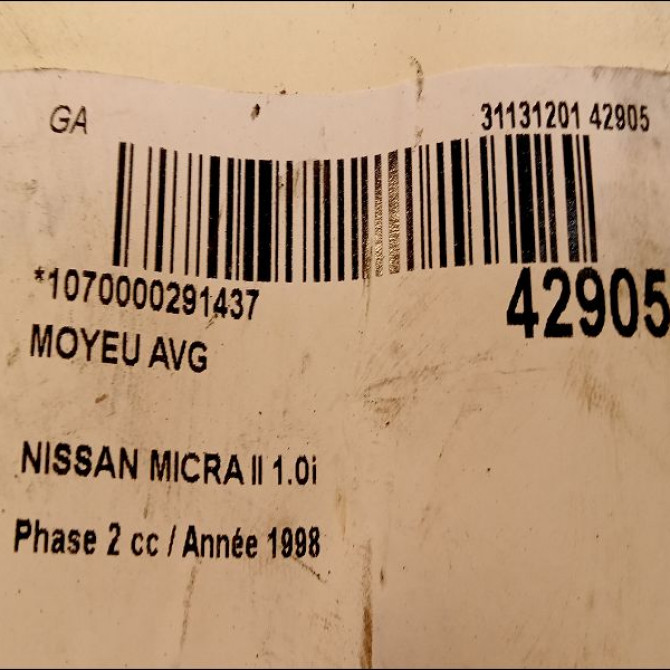 GA 31131201 42905
*1070000291437
42905
MOYEU AVG
NISSAN MICRA II 1.0i
Phase 2 cc / Année 1998